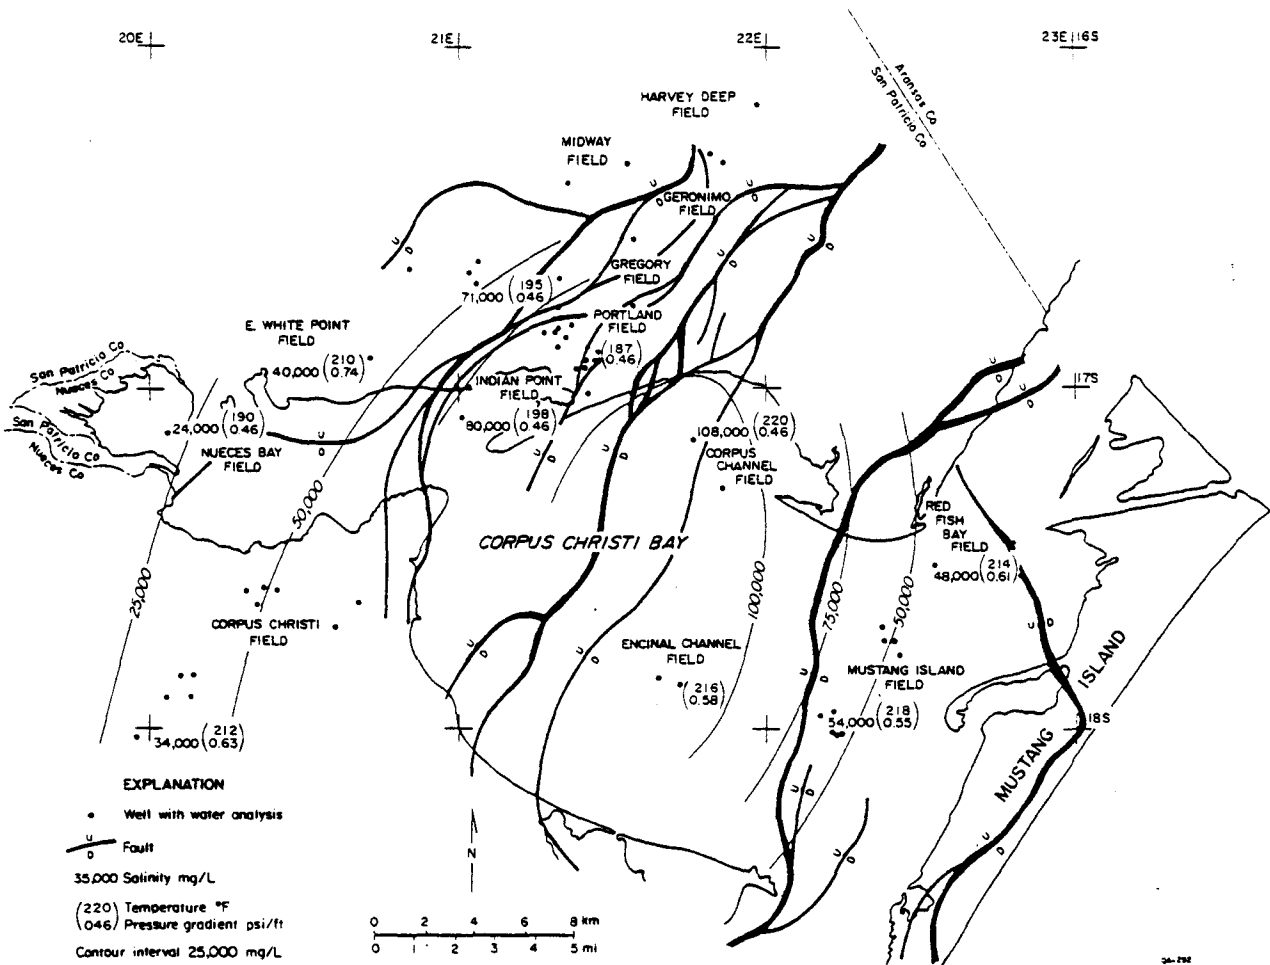 20E
21E
22E
23E
16S
Aransas Co
San Patricio Co
HARVEY DEEP
FIELD
MIDWAY
FIELD
U
D
GERONIMO
FIELD
U
D
U
D
U
D
U
D
GREGORY
FIELD
71,000 (195
0.46)
PORTLAND
FIELD
E. WHITE POINT
FIELD
40,000 (210
0.74)
(187
0.46)
San Patricio Co
Nueces Co
San Patricio Co
Nueces Co
INDIAN POINT
FIELD
80,000 (198
0.46)
U
D
U
D
17S
24,000 (190
0.46)
U
D
NUECES BAY
FIELD
U
D
U
D
108,000 (220
0.46)
CORPUS
CHANNEL
FIELD
50,000
RED
FISH
BAY
FIELD
CORPUS CHRISTI BAY
48,000 (214
0.61)
25,000
100,000
75,000
50,000
CORPUS CHRISTI
FIELD
U
D
U
D
ENCINAL CHANNEL
FIELD
(216
0.58)
U
D
MUSTANG ISLAND
FIELD
54,000 (218
0.55)
U
D
MUSTANG ISLAND
18S
34,000 (212
0.63)
U
D
U
D
U
D
EXPLANATION
Well with water analysis
U
D
Fault
35,000 Salinity mg/L
(220) Temperature °F
(046) Pressure gradient psi/ft
Contour interval 25,000 mg/L
N
0 2 4 6 8 km
0 1 2 3 4 5 mi